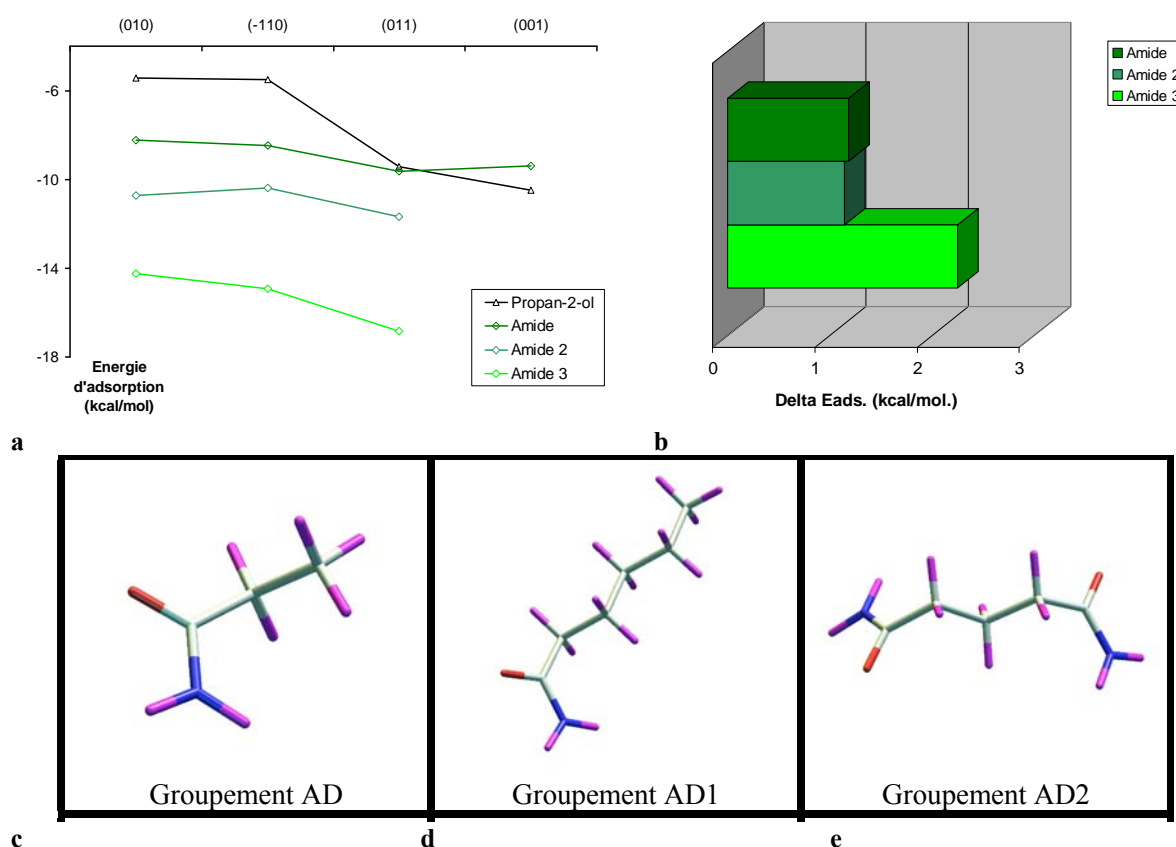 (010) (-110) (011) (001)
-6
-10
-14
-18
Energie
d'adsorption
(kcal/mol)
Propan-2-ol
Amide
Amide 2
Amide 3
a
Amide
Amide 2
Amide 3
0 1 2 3
Delta Eads. (kcal/mol.)
b
Groupement AD
Groupement AD1
Groupement AD2
c
d
e